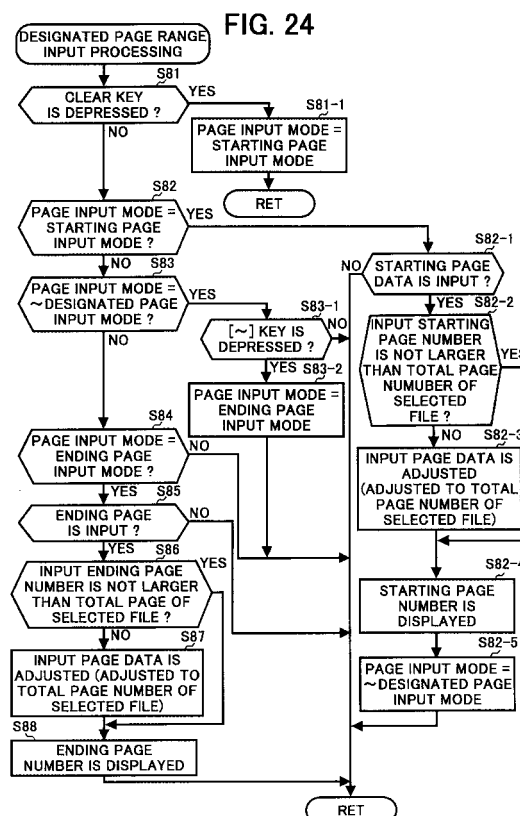 FIG. 24
DESIGNATED PAGE RANGE
INPUT PROCESSING
S81
CLEAR KEY
IS DEPRESSED ?
YES
NO
S81-1
PAGE INPUT MODE =
STARTING PAGE
INPUT MODE
RET
S82
PAGE INPUT MODE =
STARTING PAGE
INPUT MODE ?
YES
NO
S82-1
STARTING PAGE
DATA IS INPUT ?
NO
YES
S82-2
INPUT STARTING
PAGE NUMBER
IS NOT LARGER
THAN TOTAL PAGE
NUMUBER OF
SELECTED
FILE ?
YES
NO
S82-3
INPUT PAGE DATA IS
ADJUSTED
(ADJUSTED TO TOTAL
PAGE NUMBER OF
SELECTED FILE)
S82-4
STARTING PAGE
NUMBER IS
DISPLAYED
S82-5
PAGE INPUT MODE =
~DESIGNATED PAGE
INPUT MODE
S83
PAGE INPUT MODE =
~DESIGNATED PAGE
INPUT MODE ?
YES
NO
S83-1
[~] KEY IS
DEPRESSED ?
NO
YES
S83-2
PAGE INPUT MODE =
ENDING PAGE
INPUT MODE
S84
PAGE INPUT MODE =
ENDING PAGE
INPUT MODE ?
NO
YES
S85
ENDING PAGE
IS INPUT ?
NO
YES
S86
INPUT ENDING PAGE
NUMBER IS NOT LARGER
THAN TOTAL PAGE OF
SELECTED FILE ?
YES
NO
S87
INPUT PAGE DATA IS
ADJUSTED (ADJUSTED TO
TOTAL PAGE NUMBER OF
SELECTED FILE)
S88
ENDING PAGE
NUMBER IS DISPLAYED
RET